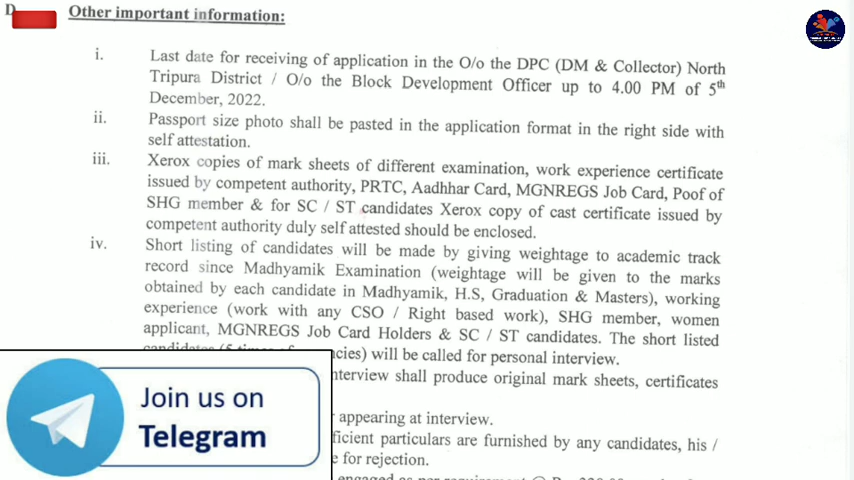 D
Other important information:
i. Last date for receiving of application in the O/o the DPC (DM & Collector) North
Tripura District / O/o the Block Development Officer up to 4.00 PM of 5th
December, 2022.
ii. Passport size photo shall be pasted in the application format in the right side with
self attestation.
iii. Xerox copies of mark sheets of different examination, work experience certificate
issued by competent authority, PRTC, Aadhhar Card, MGNREGS Job Card, Poof of
SHG member & for SC / ST candidates Xerox copy of cast certificate issued by
competent authority duly self attested should be enclosed.
iv. Short listing of candidates will be made by giving weightage to academic track
record since Madhyamik Examination (weightage will be given to the marks
obtained by each candidate in Madhyamik, H.S, Graduation & Masters), working
experience (work with any CSO / Right based work), SHG member, women
applicant, MGNREGS Job Card Holders & SC / ST candidates. The short listed
candidates (5 times of cies) will be called for personal interview.
nterview shall produce original mark sheets, certificates
appearing at interview.
ficient particulars are furnished by any candidates, his /
e for rejection.
engaged as per requirement @
Join us on
Telegram